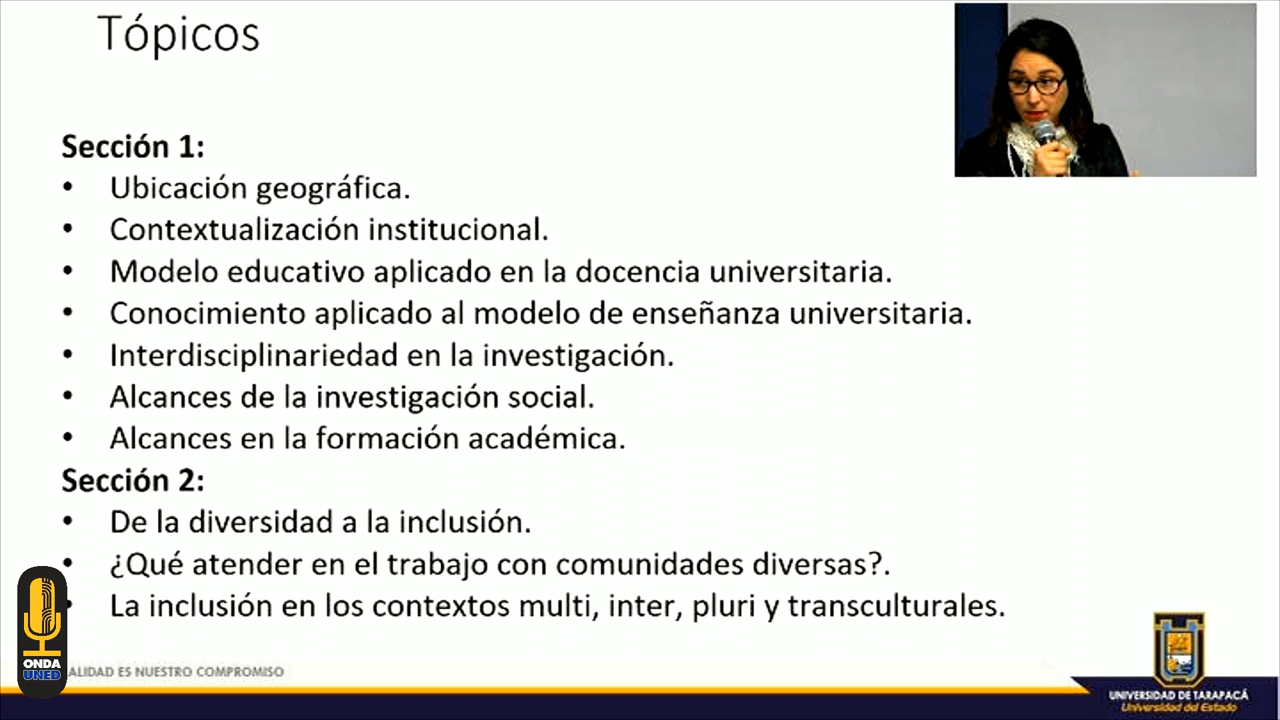 Tópicos
Sección 1:
• Ubicación geográfica.
• Contextualización institucional.
• Modelo educativo aplicado en la docencia universitaria.
• Conocimiento aplicado al modelo de enseñanza universitaria.
• Interdisciplinariedad en la investigación.
• Alcances de la investigación social.
• Alcances en la formación académica.
Sección 2:
• De la diversidad a la inclusión.
• ¿Qué atender en el trabajo con comunidades diversas?.
• La inclusión en los contextos multi, inter, pluri y transculturales.
ONDA
UNED
ALIDAD ES NUESTRO COMPROMISO
UNIVERSIDAD DE TARAPACÁ
Universidad del Estado